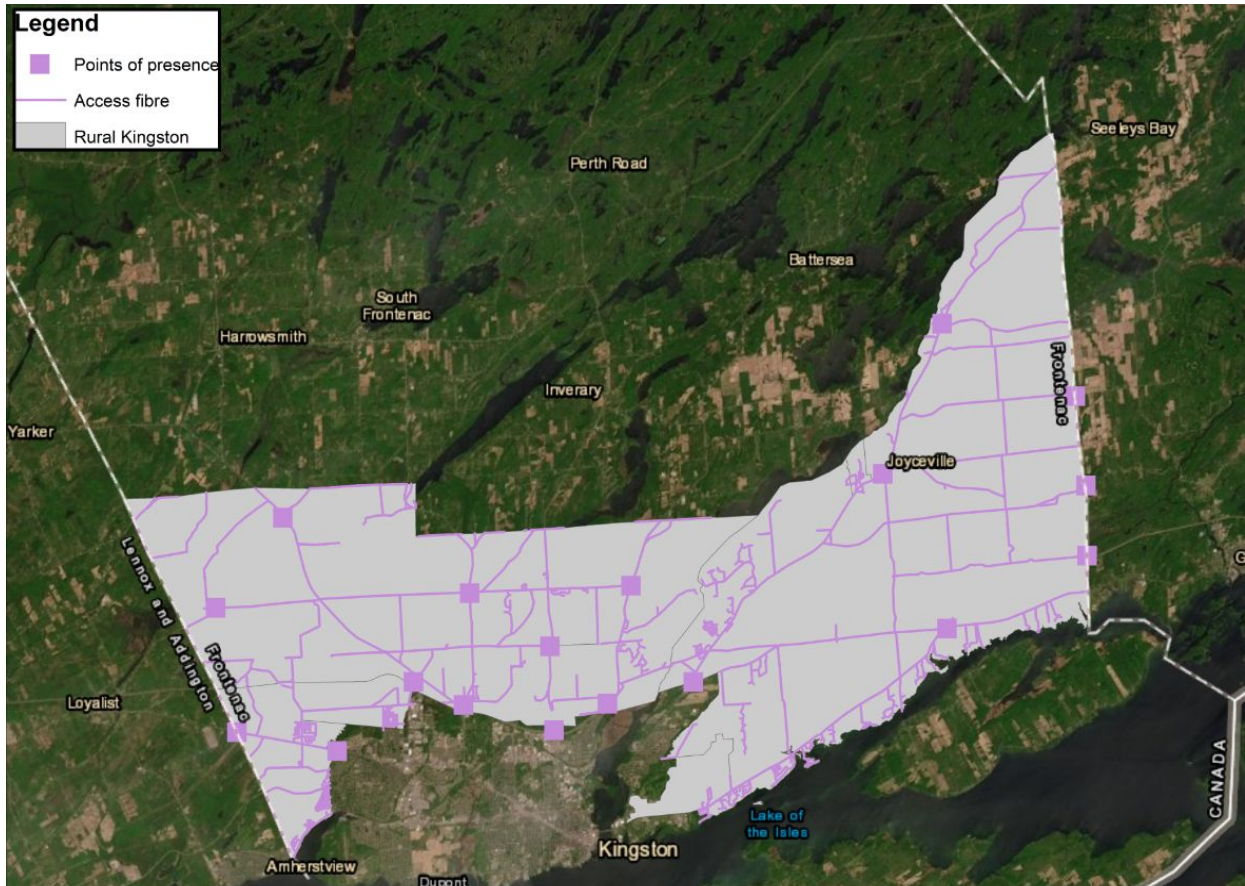 Legend
Points of presence
Access fibre
Rural Kingston
Seeleys Bay
Perth Road
Battersea
South
Frontenac
Harrowsmith
Inverary
Frontenac
Yarker
Joyceville
Lennox and Addington
Frontenac
Loyalist
G
CANADA
Lake of
the Isles
Kingston
Amherstview
Dupont